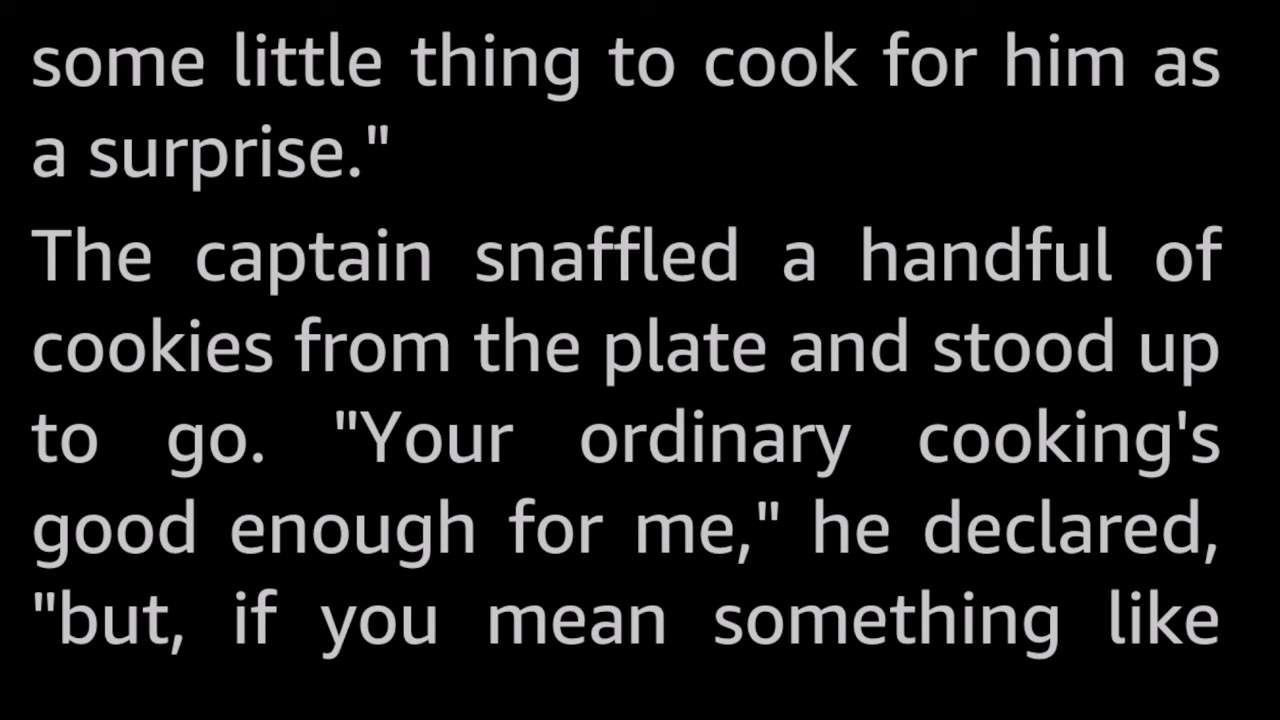 some little thing to cook for him as
a surprise."
The captain snaffled a handful of
cookies from the plate and stood up
to go. "Your ordinary cooking's
good enough for me," he declared,
"but, if you mean something like